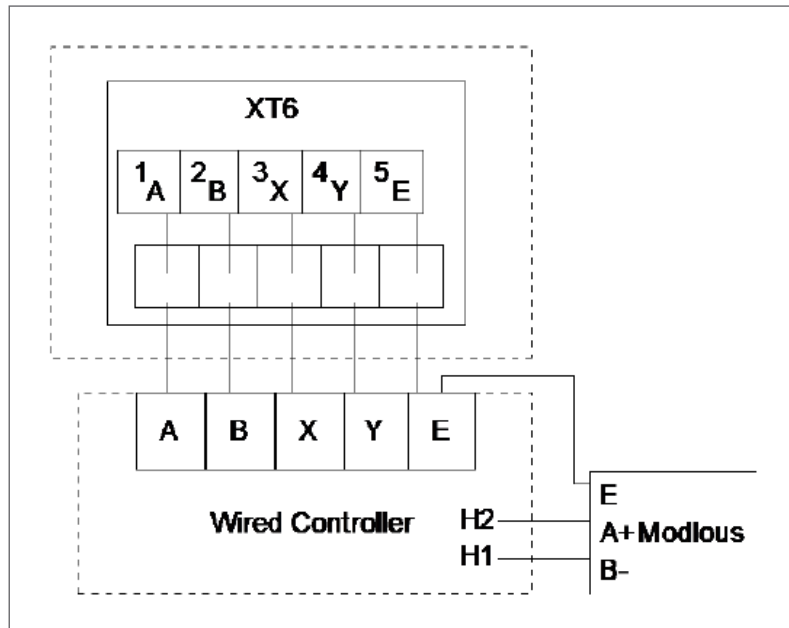 XT6
1A 2B 3X 4Y 5E
A B X Y E
E
Wired Controller H2 A+Modlous
H1 B-